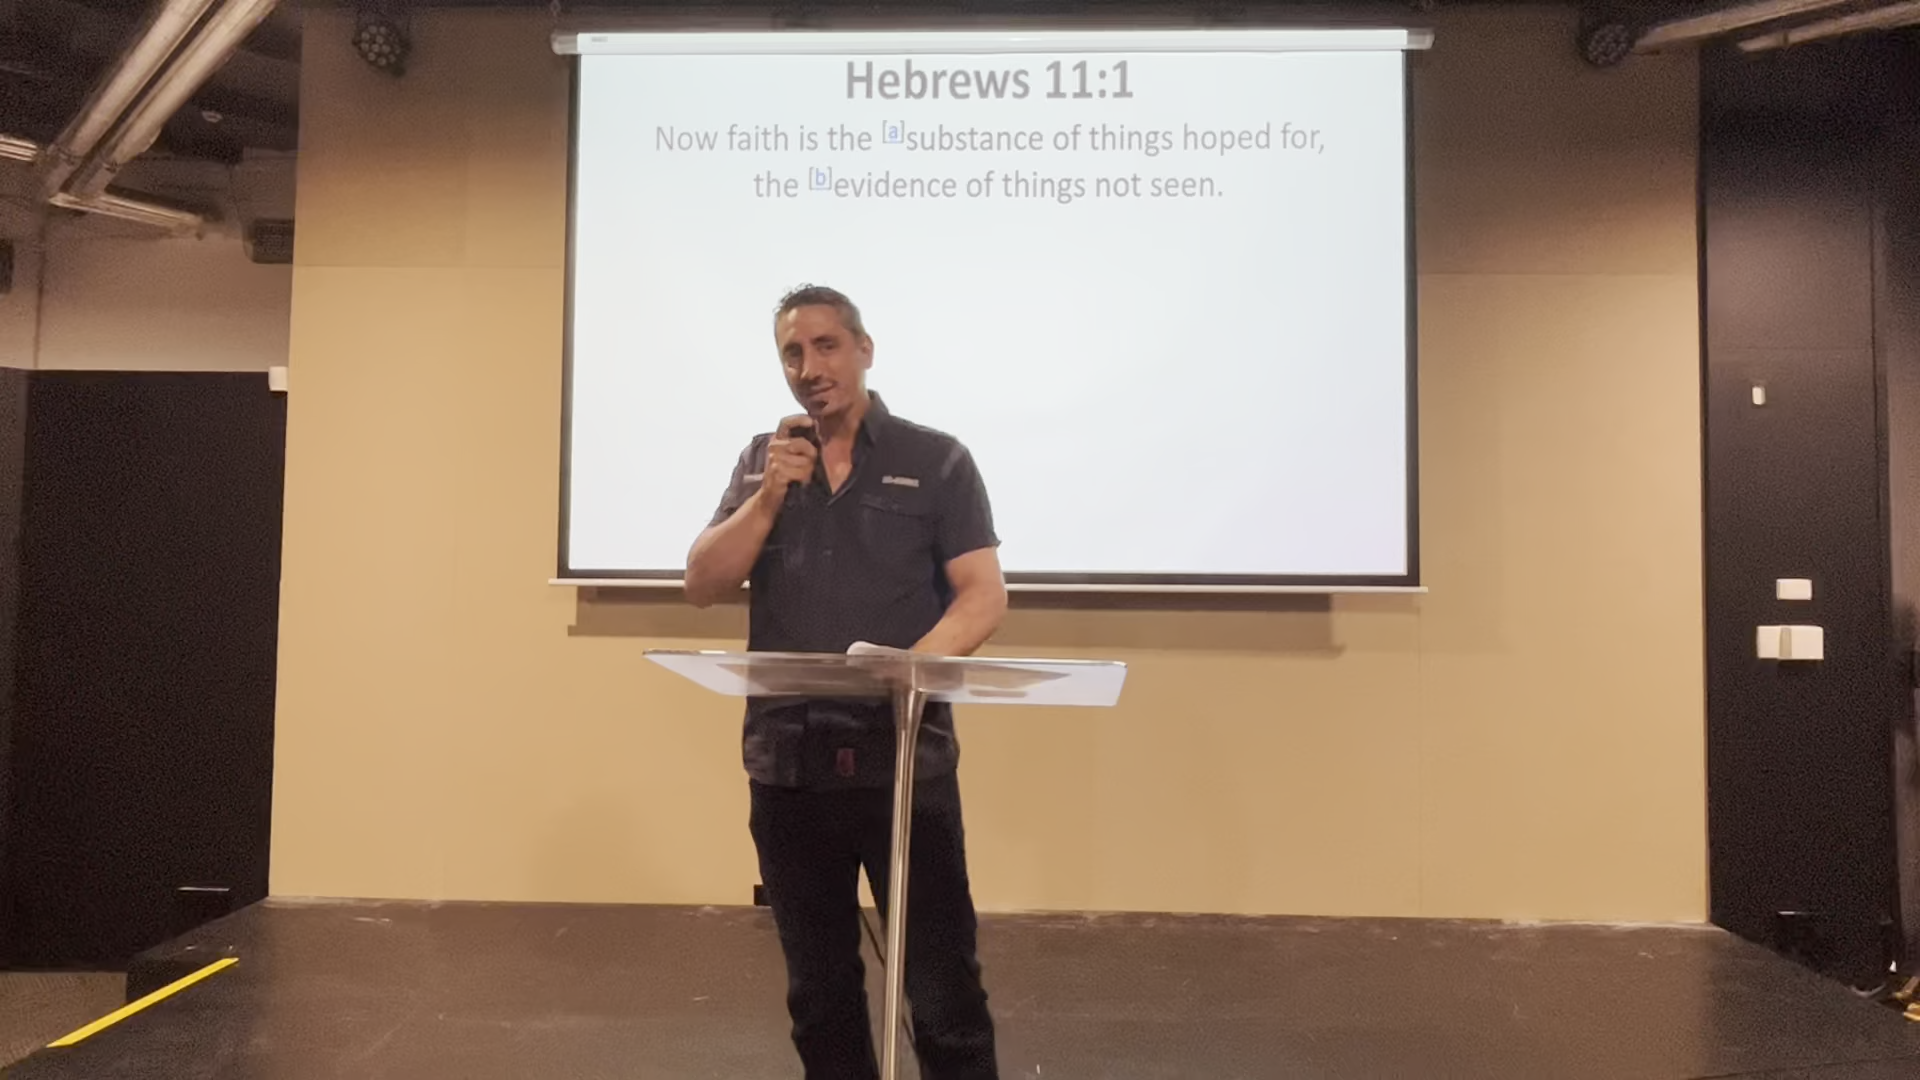 Hebrews 11:1
Now faith is the [a]substance of things hoped for,
the [b]evidence of things not seen.